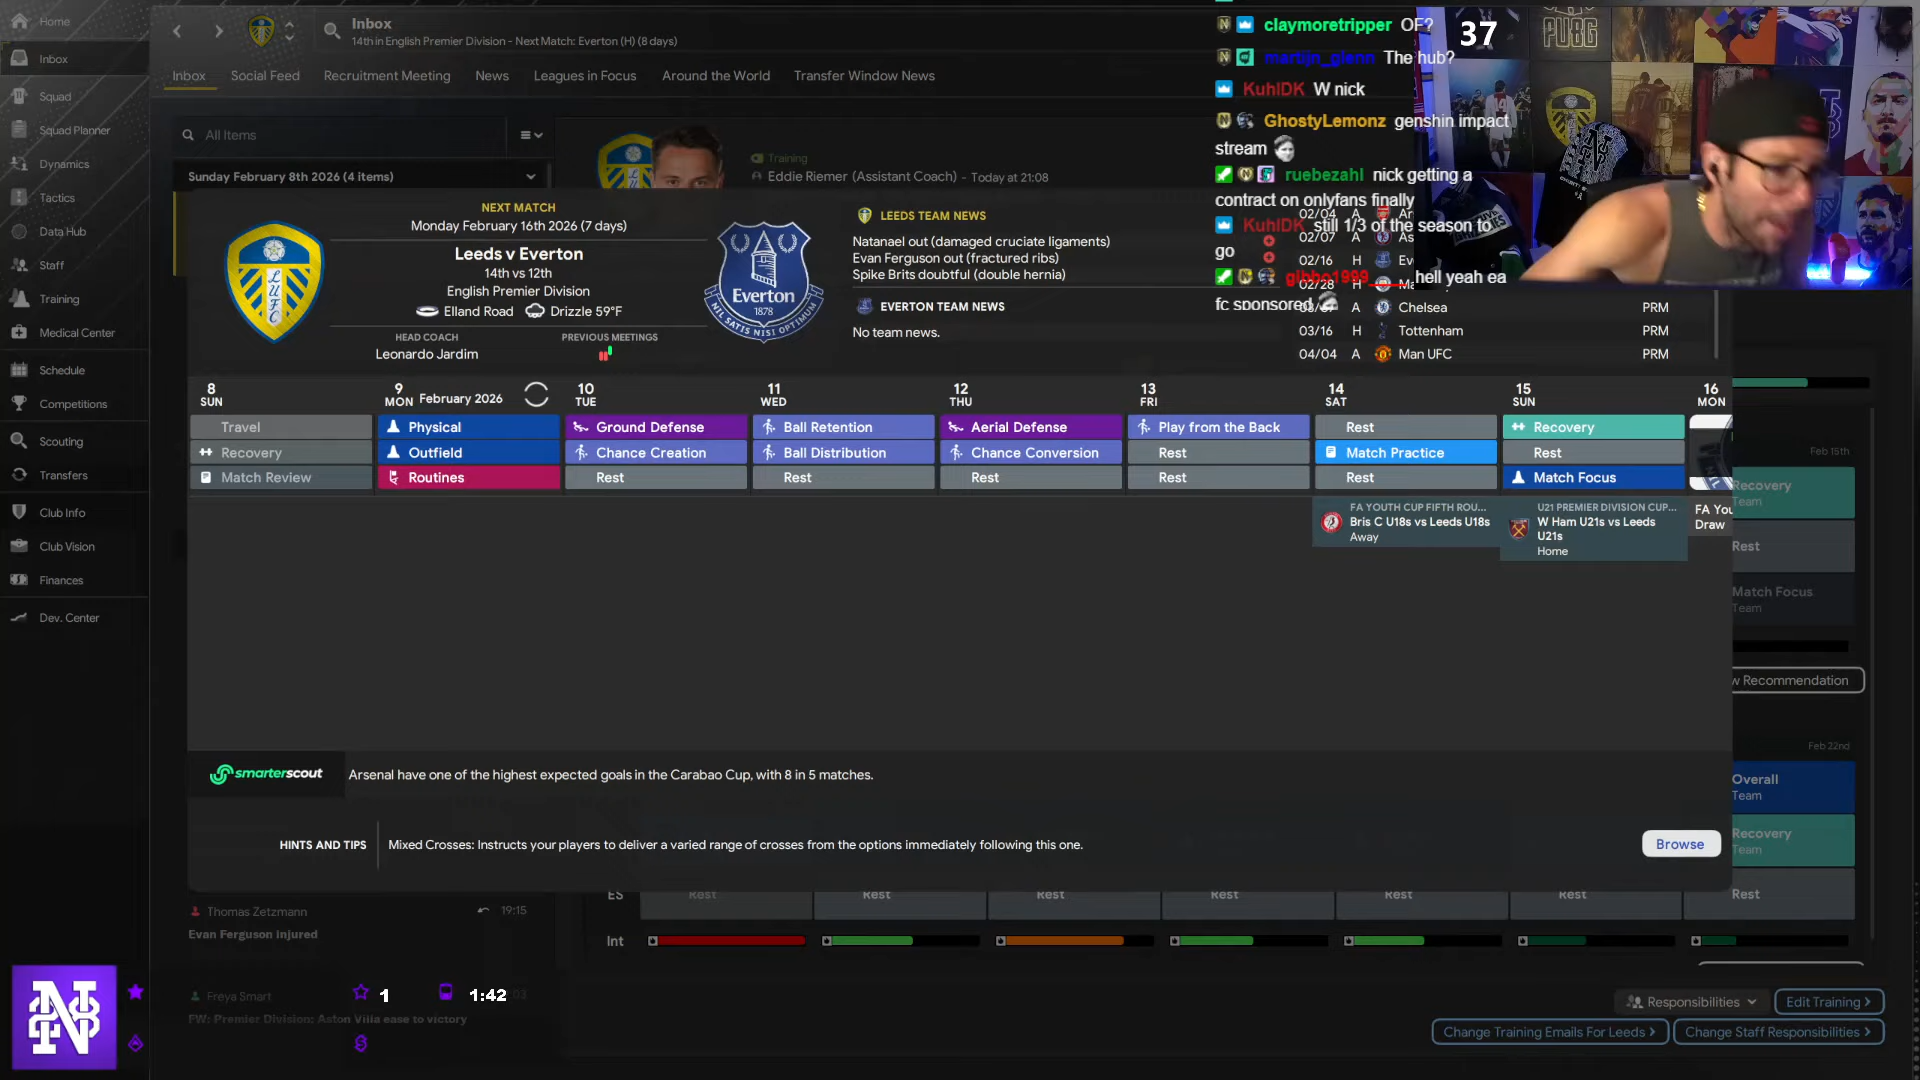 Home
Inbox
Squad
Squad Planner
Dynamics
Tactics
Data Hub
Staff
Training
Medical Center
Schedule
Competitions
Scouting
Transfers
Club Info
Club Vision
Finances
Dev. Center
Inbox
14th in English Premier Division - Next Match: Everton (H) (8 days)
Inbox Social Feed Recruitment Meeting News Leagues in Focus Around the World Transfer Window News
All Items
Sunday February 8th 2026 (4 items)
Training
Eddie Riemer (Assistant Coach) - Today at 21:08
claymoretripper OF?
martijn_glenn The hub?
KuhlDK W nick
GhostyLemonz genshin impact
stream
ruebezahl nick getting a
contract on onlyfans finally
KuhlDK still 1/3 of the season to
go
gibbo1999_ hell yeah ea
fc sponsored
37
PUBG
NEXT MATCH
Monday February 16th 2026 (7 days)
Leeds v Everton
14th vs 12th
English Premier Division
Elland Road Drizzle 59°F
HEAD COACH
Leonardo Jardim
PREVIOUS MEETINGS
LUFC
Everton
1878
NIL SATIS NISI OPTIMUM
LEEDS TEAM NEWS
Natanael out (damaged cruciate ligaments)
Evan Ferguson out (fractured ribs)
Spike Brits doubtful (double hernia)
EVERTON TEAM NEWS
No team news.
02/04 A
02/07 A
02/16 H
02/28 H
A Chelsea PRM
03/16 H Tottenham PRM
04/04 A Man UFC PRM
8 SUN
9 MON February 2026
10 TUE
11 WED
12 THU
13 FRI
14 SAT
15 SUN
16 MON
Travel Physical Ground Defense Ball Retention Aerial Defense Play from the Back Rest Recovery
Recovery Outfield Chance Creation Ball Distribution Chance Conversion Rest Match Practice Rest
Match Review Routines Rest Rest Rest Rest Rest Match Focus
FA YOUTH CUP FIFTH ROU...
Bris C U18s vs Leeds U18s
Away
U21 PREMIER DIVISION CUP...
W Ham U21s vs Leeds
U21s
Home
FA You
Draw
Feb 15th
Recovery
Team
Rest
Match Focus
Team
w Recommendation
Feb 22nd
Overall
Team
Recovery
Team
Rest
smarterscout Arsenal have one of the highest expected goals in the Carabao Cup, with 8 in 5 matches.
HINTS AND TIPS Mixed Crosses: Instructs your players to deliver a varied range of crosses from the options immediately following this one.
Browse
ES Rest Rest Rest Rest Rest Rest
Int
Thomas Zetzmann 19:15
Evan Ferguson injured
Freya Smart
FW: Premier Division: Aston Villa ease to victory
1 1:42
Responsibilities Edit Training >
Change Training Emails For Leeds > Change Staff Responsibilities >